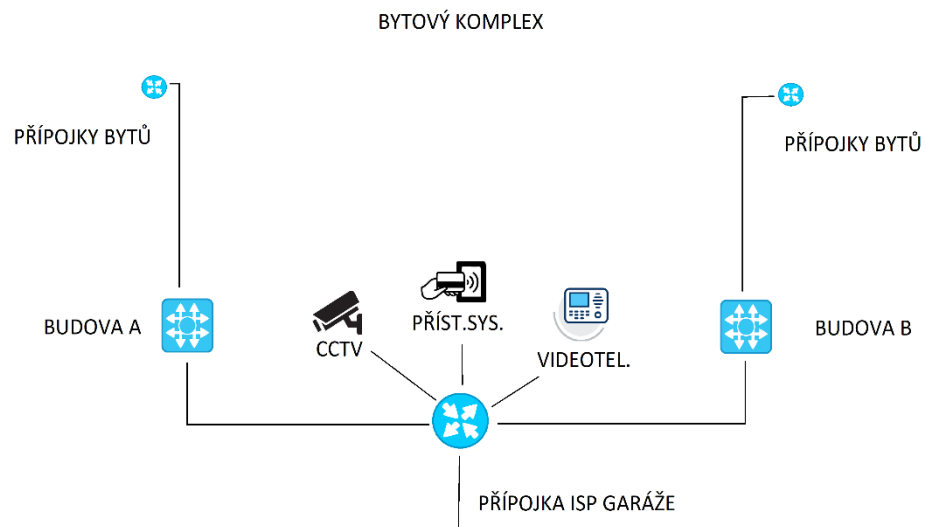 BYTOVÝ KOMPLEX
PŘÍPOJKY BYTŮ
PŘÍPOJKY BYTŮ
BUDOVA A
CCTV
PŘÍST.SYS.
VIDEOTEL.
BUDOVA B
PŘÍPOJKA ISP GARÁŽE